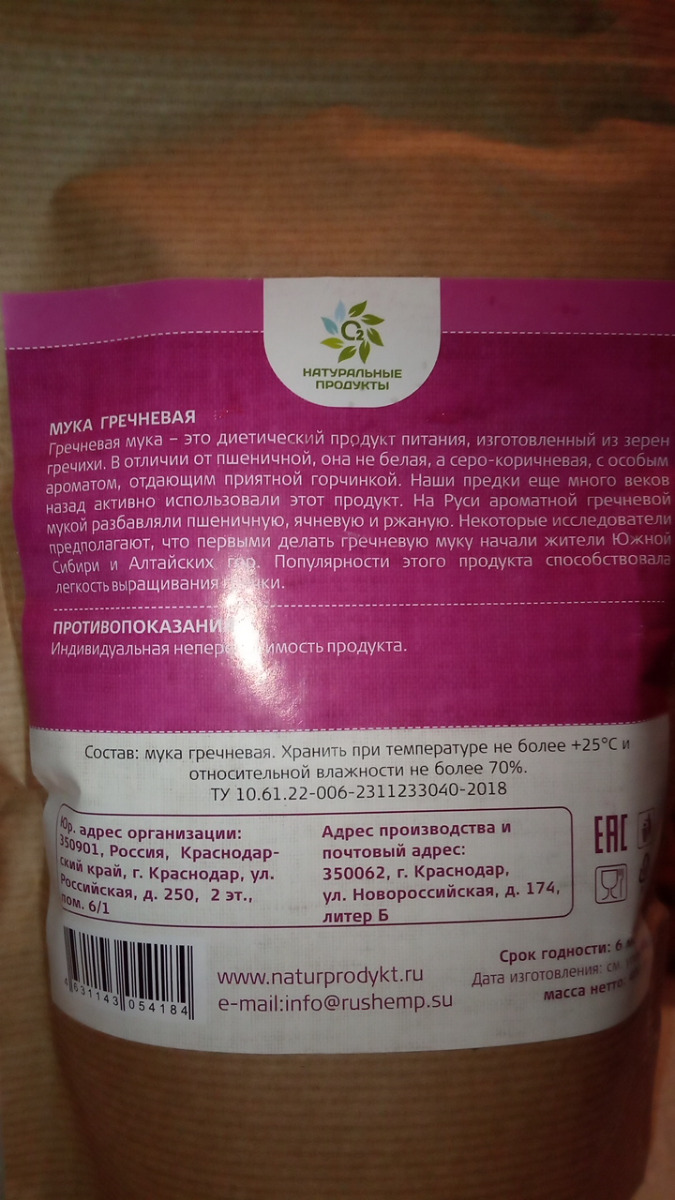 O2
НАТУРАЛЬНЫЕ
ПРОДУКТЫ
МУКА ГРЕЧНЕВАЯ
Гречневая мука – это диетический продукт питания, изготовленный из зерен
гречихи. В отличии от пшеничной, она не белая, а серо-коричневая, с особым
ароматом, отдающим приятной горчинкой. Наши предки еще много веков
назад активно использовали этот продукт. На Руси ароматной гречневой
мукой разбавляли пшеничную, ячневую и ржаную. Некоторые исследователи
предполагают, что первыми делать гречневую муку начали жители Южной
Сибири и Алтайских гор. Популярности этого продукта способствовала
легкость выращивания
ПРОТИВОПОКАЗАНИЯ
Индивидуальная продукта.
Состав: мука гречневая. Хранить при температуре не более +25°С и
относительной влажности не более 70%.
ТУ 10.61.22-006-2311233040-2018
Юр. адрес организации:
350901, Россия, Краснодар-
ский край, г. Краснодар, ул.
Российская, д. 250, 2 эт.,
пом. 6/1
Адрес производства и
почтовый адрес:
350062, г. Краснодар,
ул. Новороссийская, д. 174,
литер Б
ЕАС
4631143 054184
www.naturprodykt.ru
e-mail:info@rushemp.su
Срок годности: 6
Дата изготовления: см.
масса нетто: